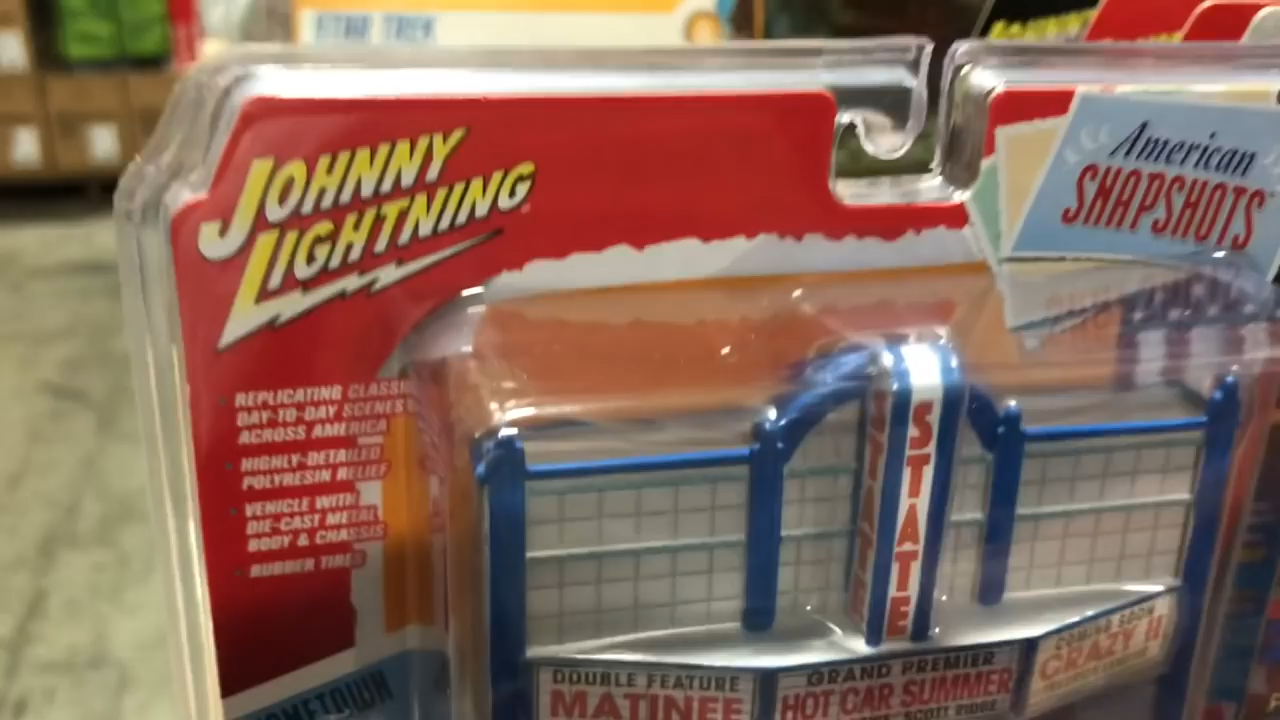 STAR TREK
JOHNNY
LIGHTNING
American
SNAPSHOTS
• REPLICATING CLASSIC
DAY-TO-DAY SCENES
ACROSS AMERICA
• HIGHLY-DETAILED
POLYRESIN RELIEF
• VEHICLE WITH
DIE-CAST METAL
BODY & CHASSIS
• RUBBER TIRES
STATE
STATE
DOUBLE FEATURE
MATINEE
GRAND PREMIER
HOT CAR SUMMER
SCOTT RIDGE
COMING SOON
CRAZY II